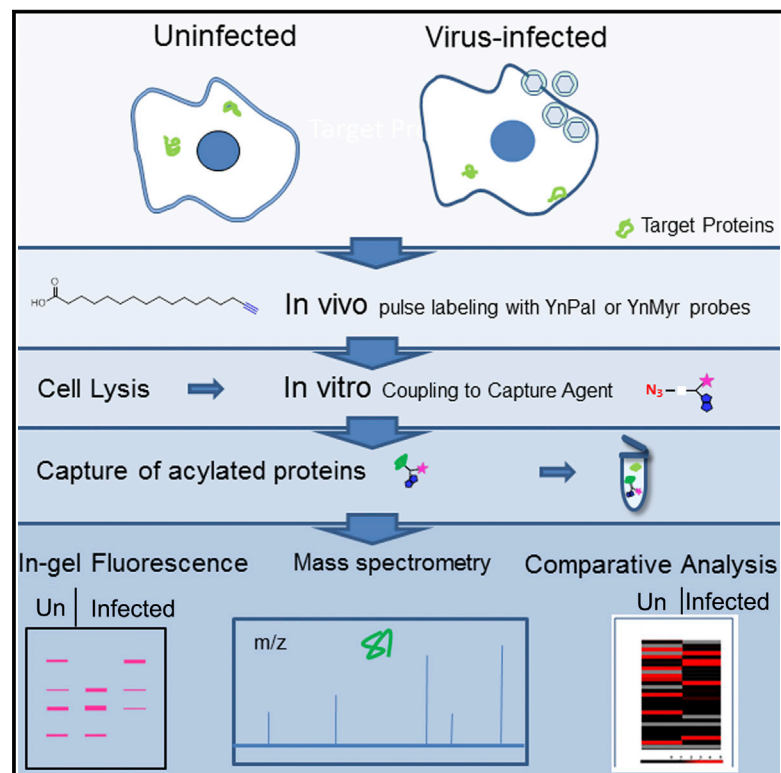 Uninfected
Virus-infected
Target Pro
Target Proteins
O
HO
In vivo pulse labeling with YnPal or YnMyr probes
Cell Lysis
In vitro Coupling to Capture Agent
N₃
Capture of acylated proteins
In-gel Fluorescence
Mass spectrometry
Comparative Analysis
Un Infected
m/z
Un Infected